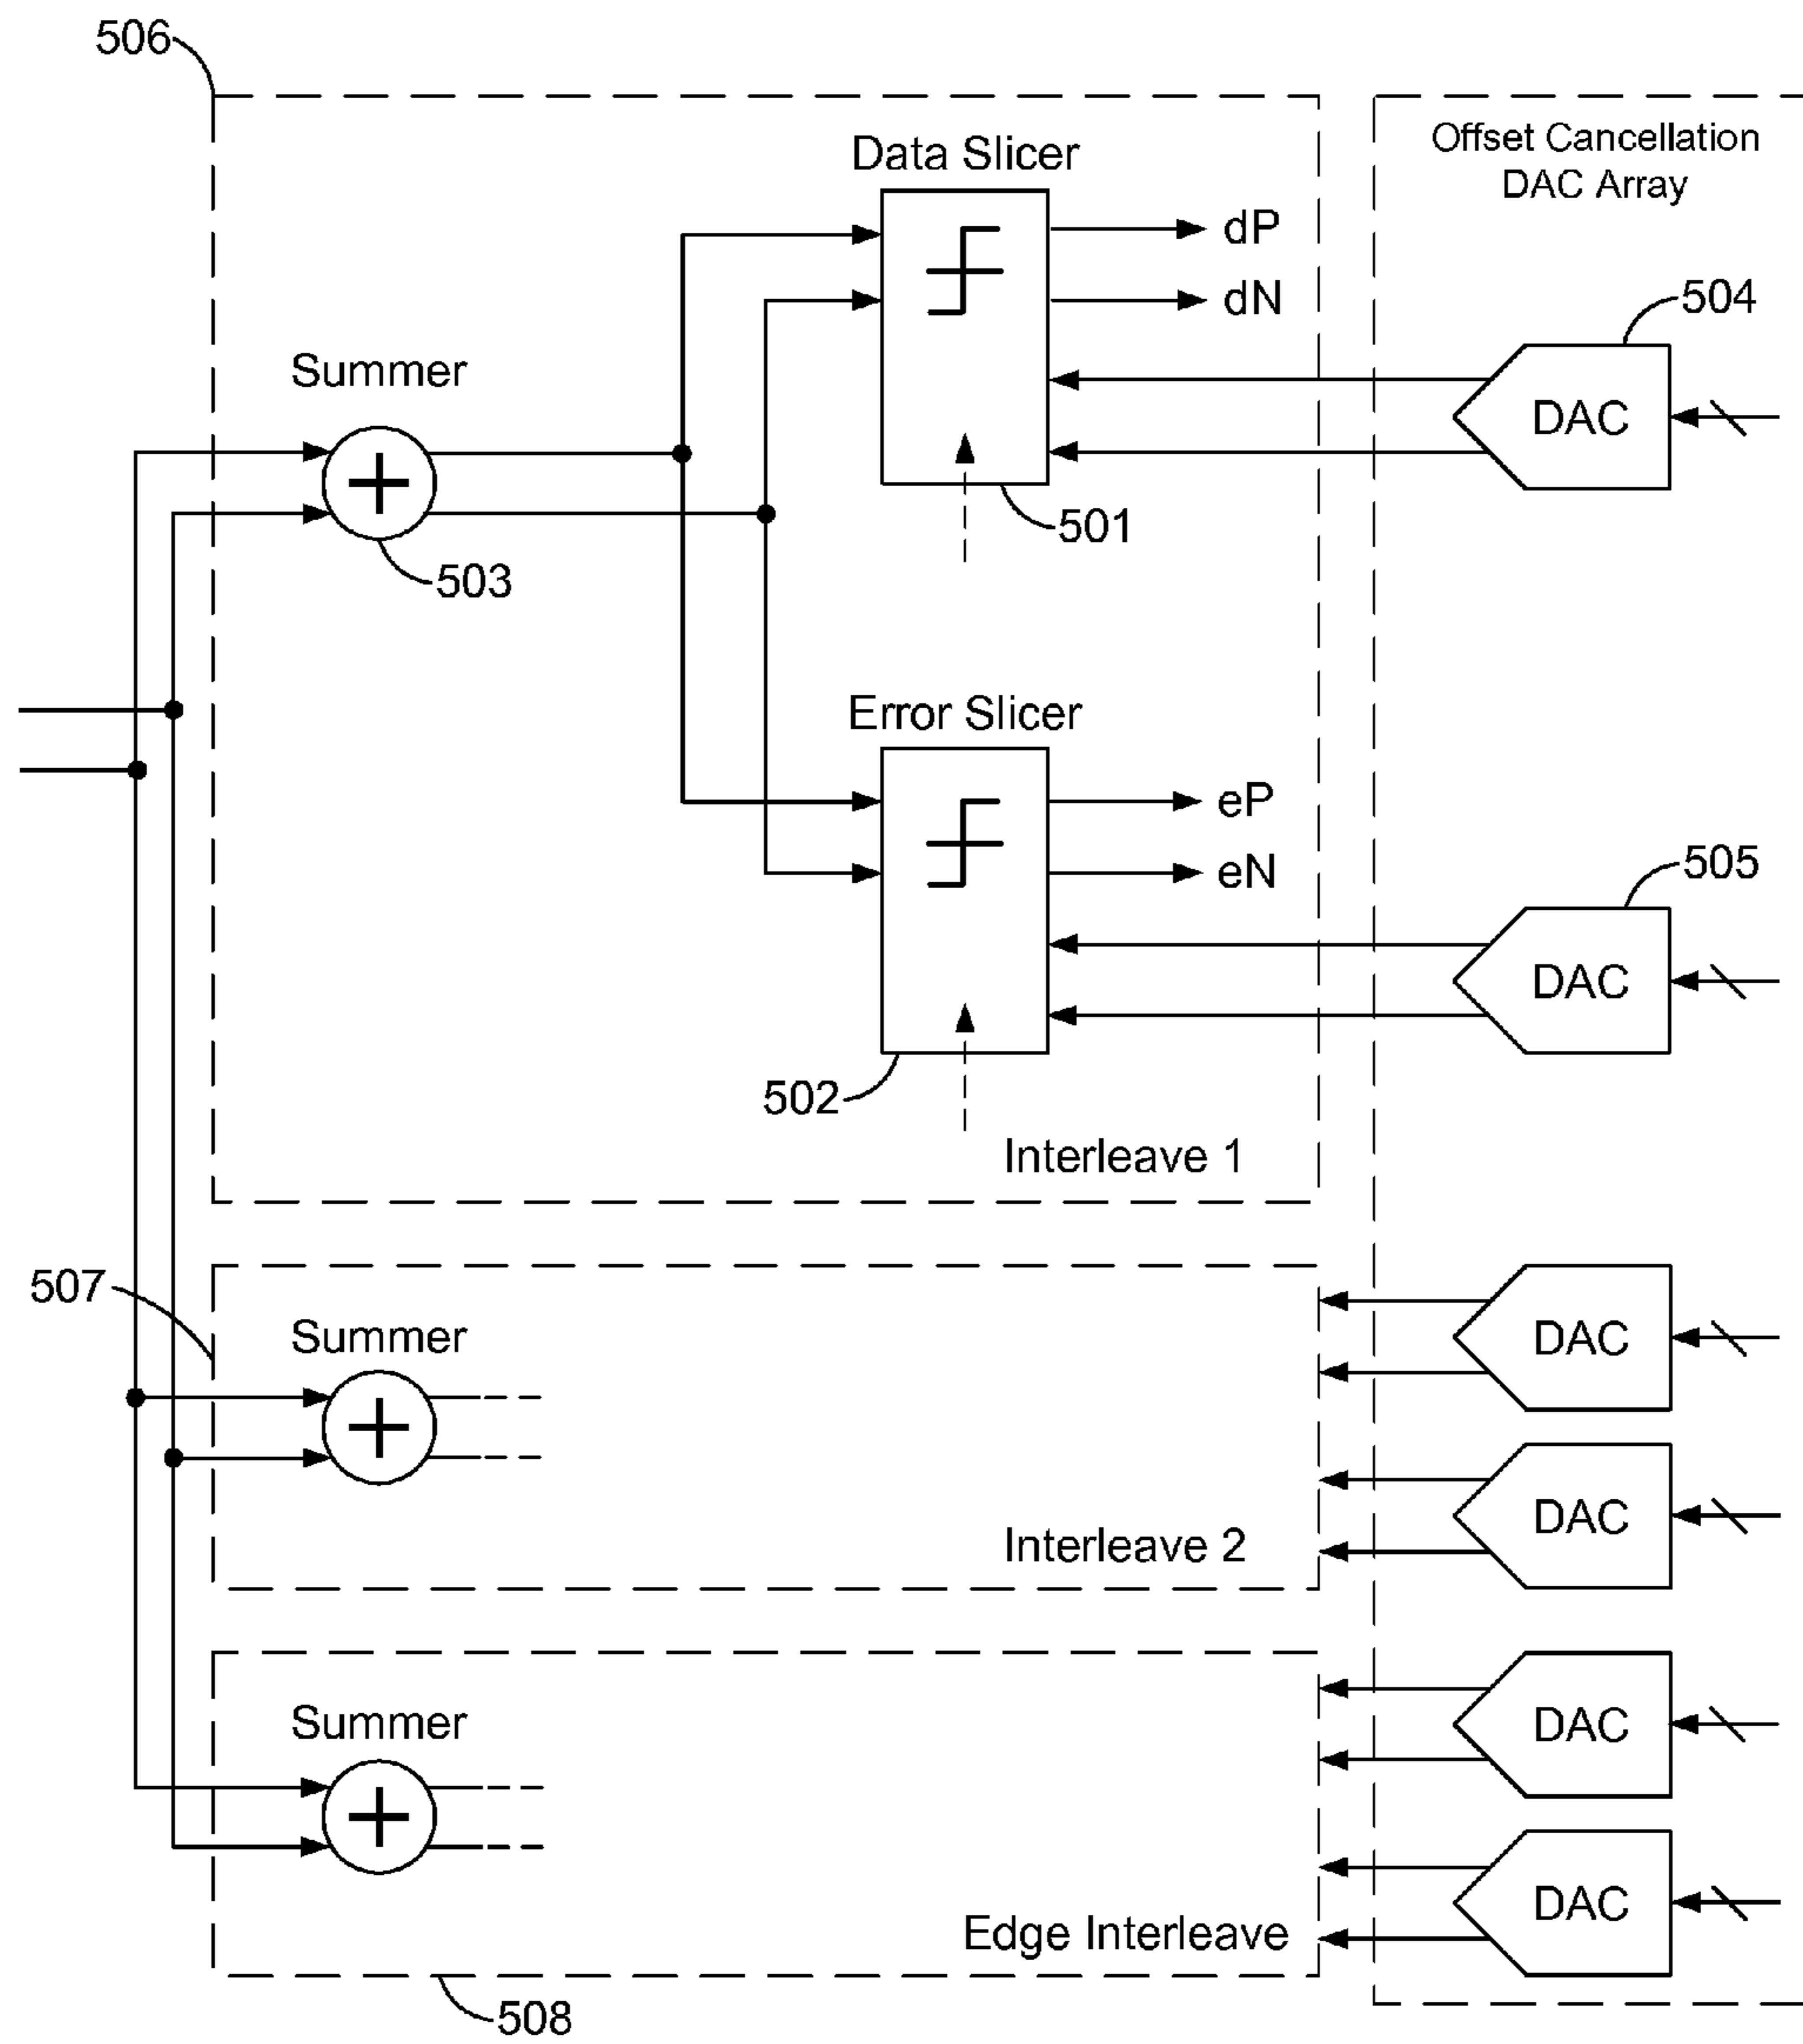 506
Offset Cancellation
DAC Array
Data Slicer
dP
dN
504
DAC
Summer
501
503
Error Slicer
eP
eN
505
DAC
502
Interleave 1
507
Summer
DAC
DAC
Interleave 2
Summer
DAC
DAC
Edge Interleave
508